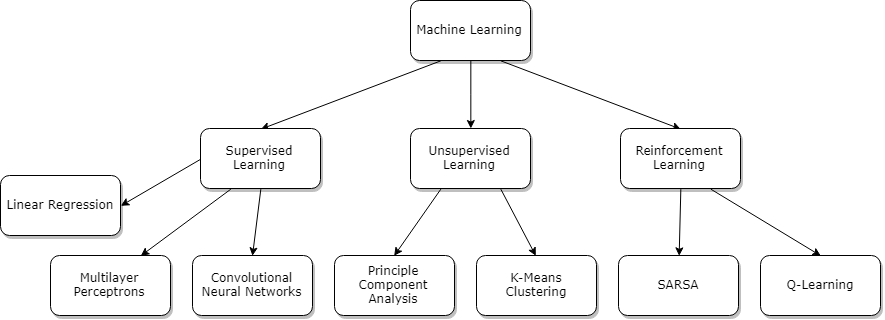 Machine Learning
Supervised
Learning
Unsupervised
Learning
Reinforcement
Learning
Linear Regression
Multilayer
Perceptrons
Convolutional
Neural Networks
Principle
Component
Analysis
K-Means
Clustering
SARSA
Q-Learning